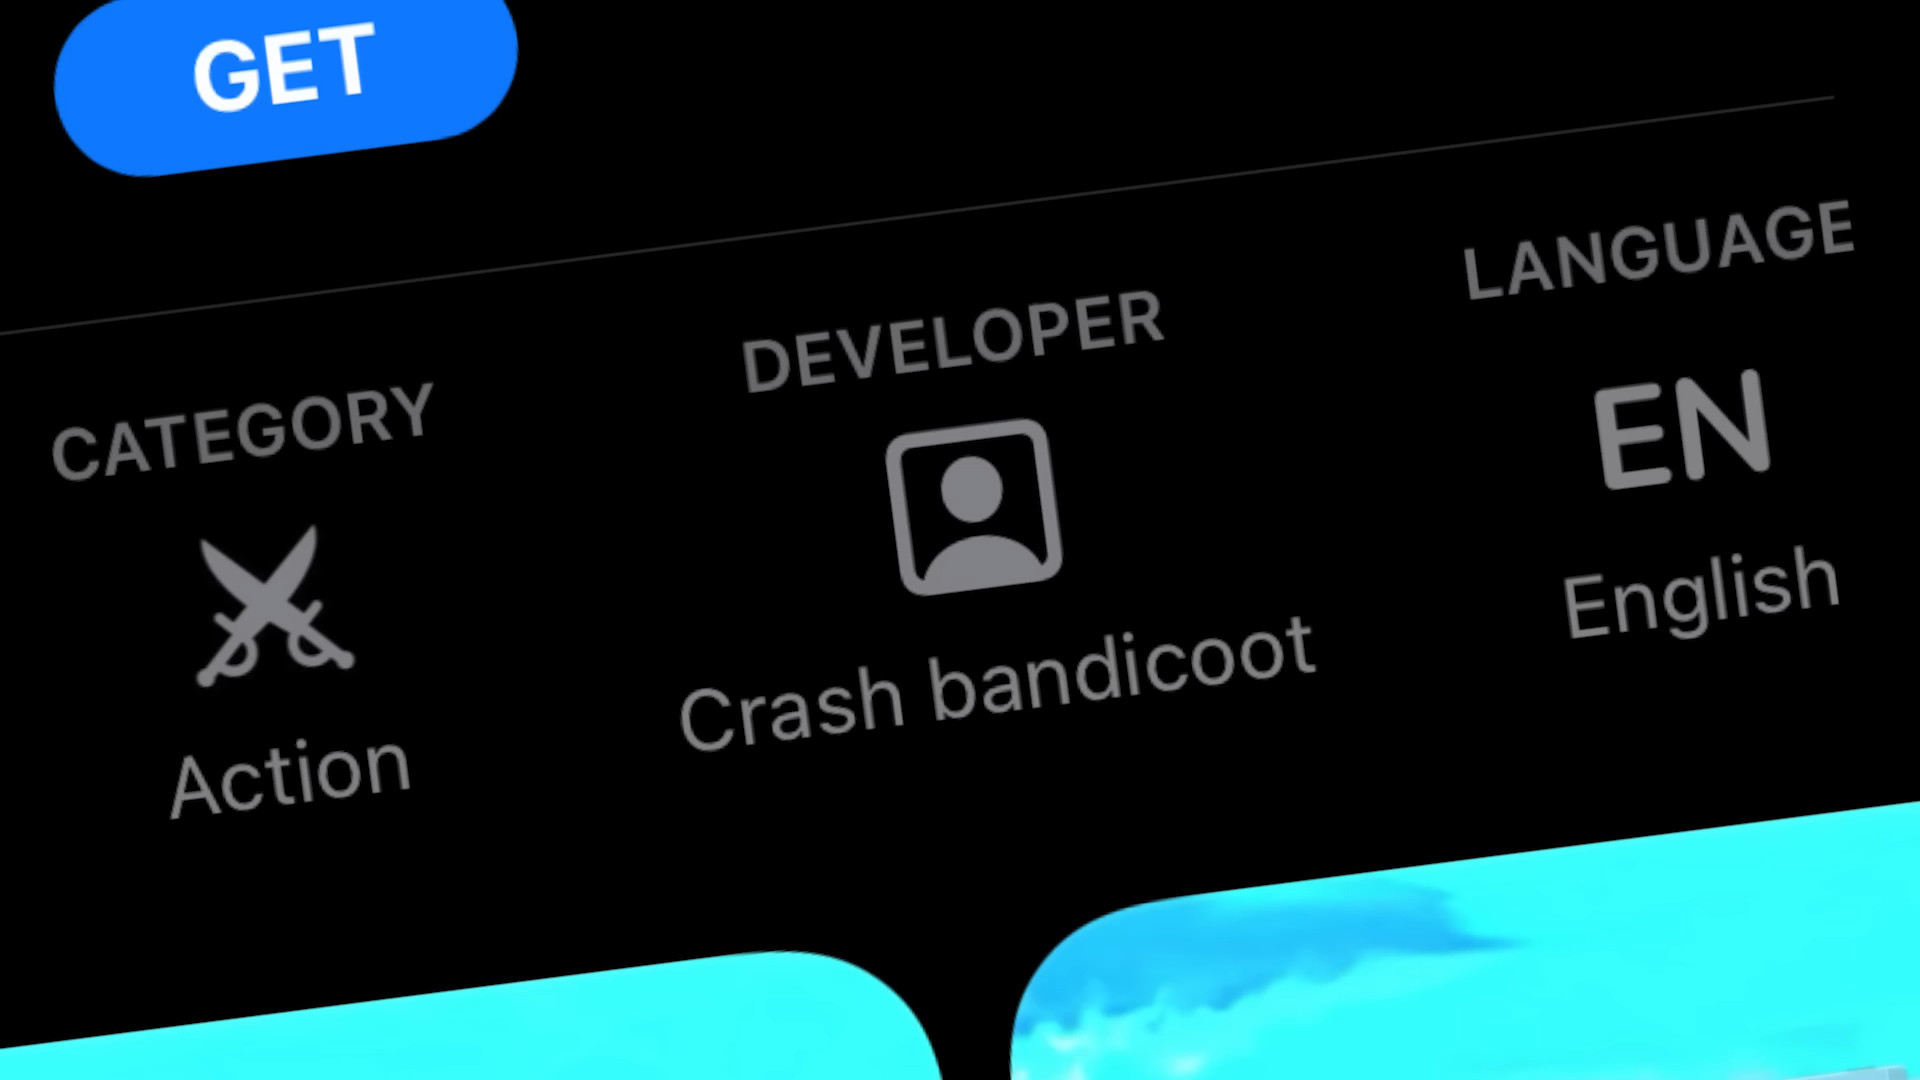 GET
CATEGORY
Action
DEVELOPER
Crash bandicoot
LANGUAGE
EN
English